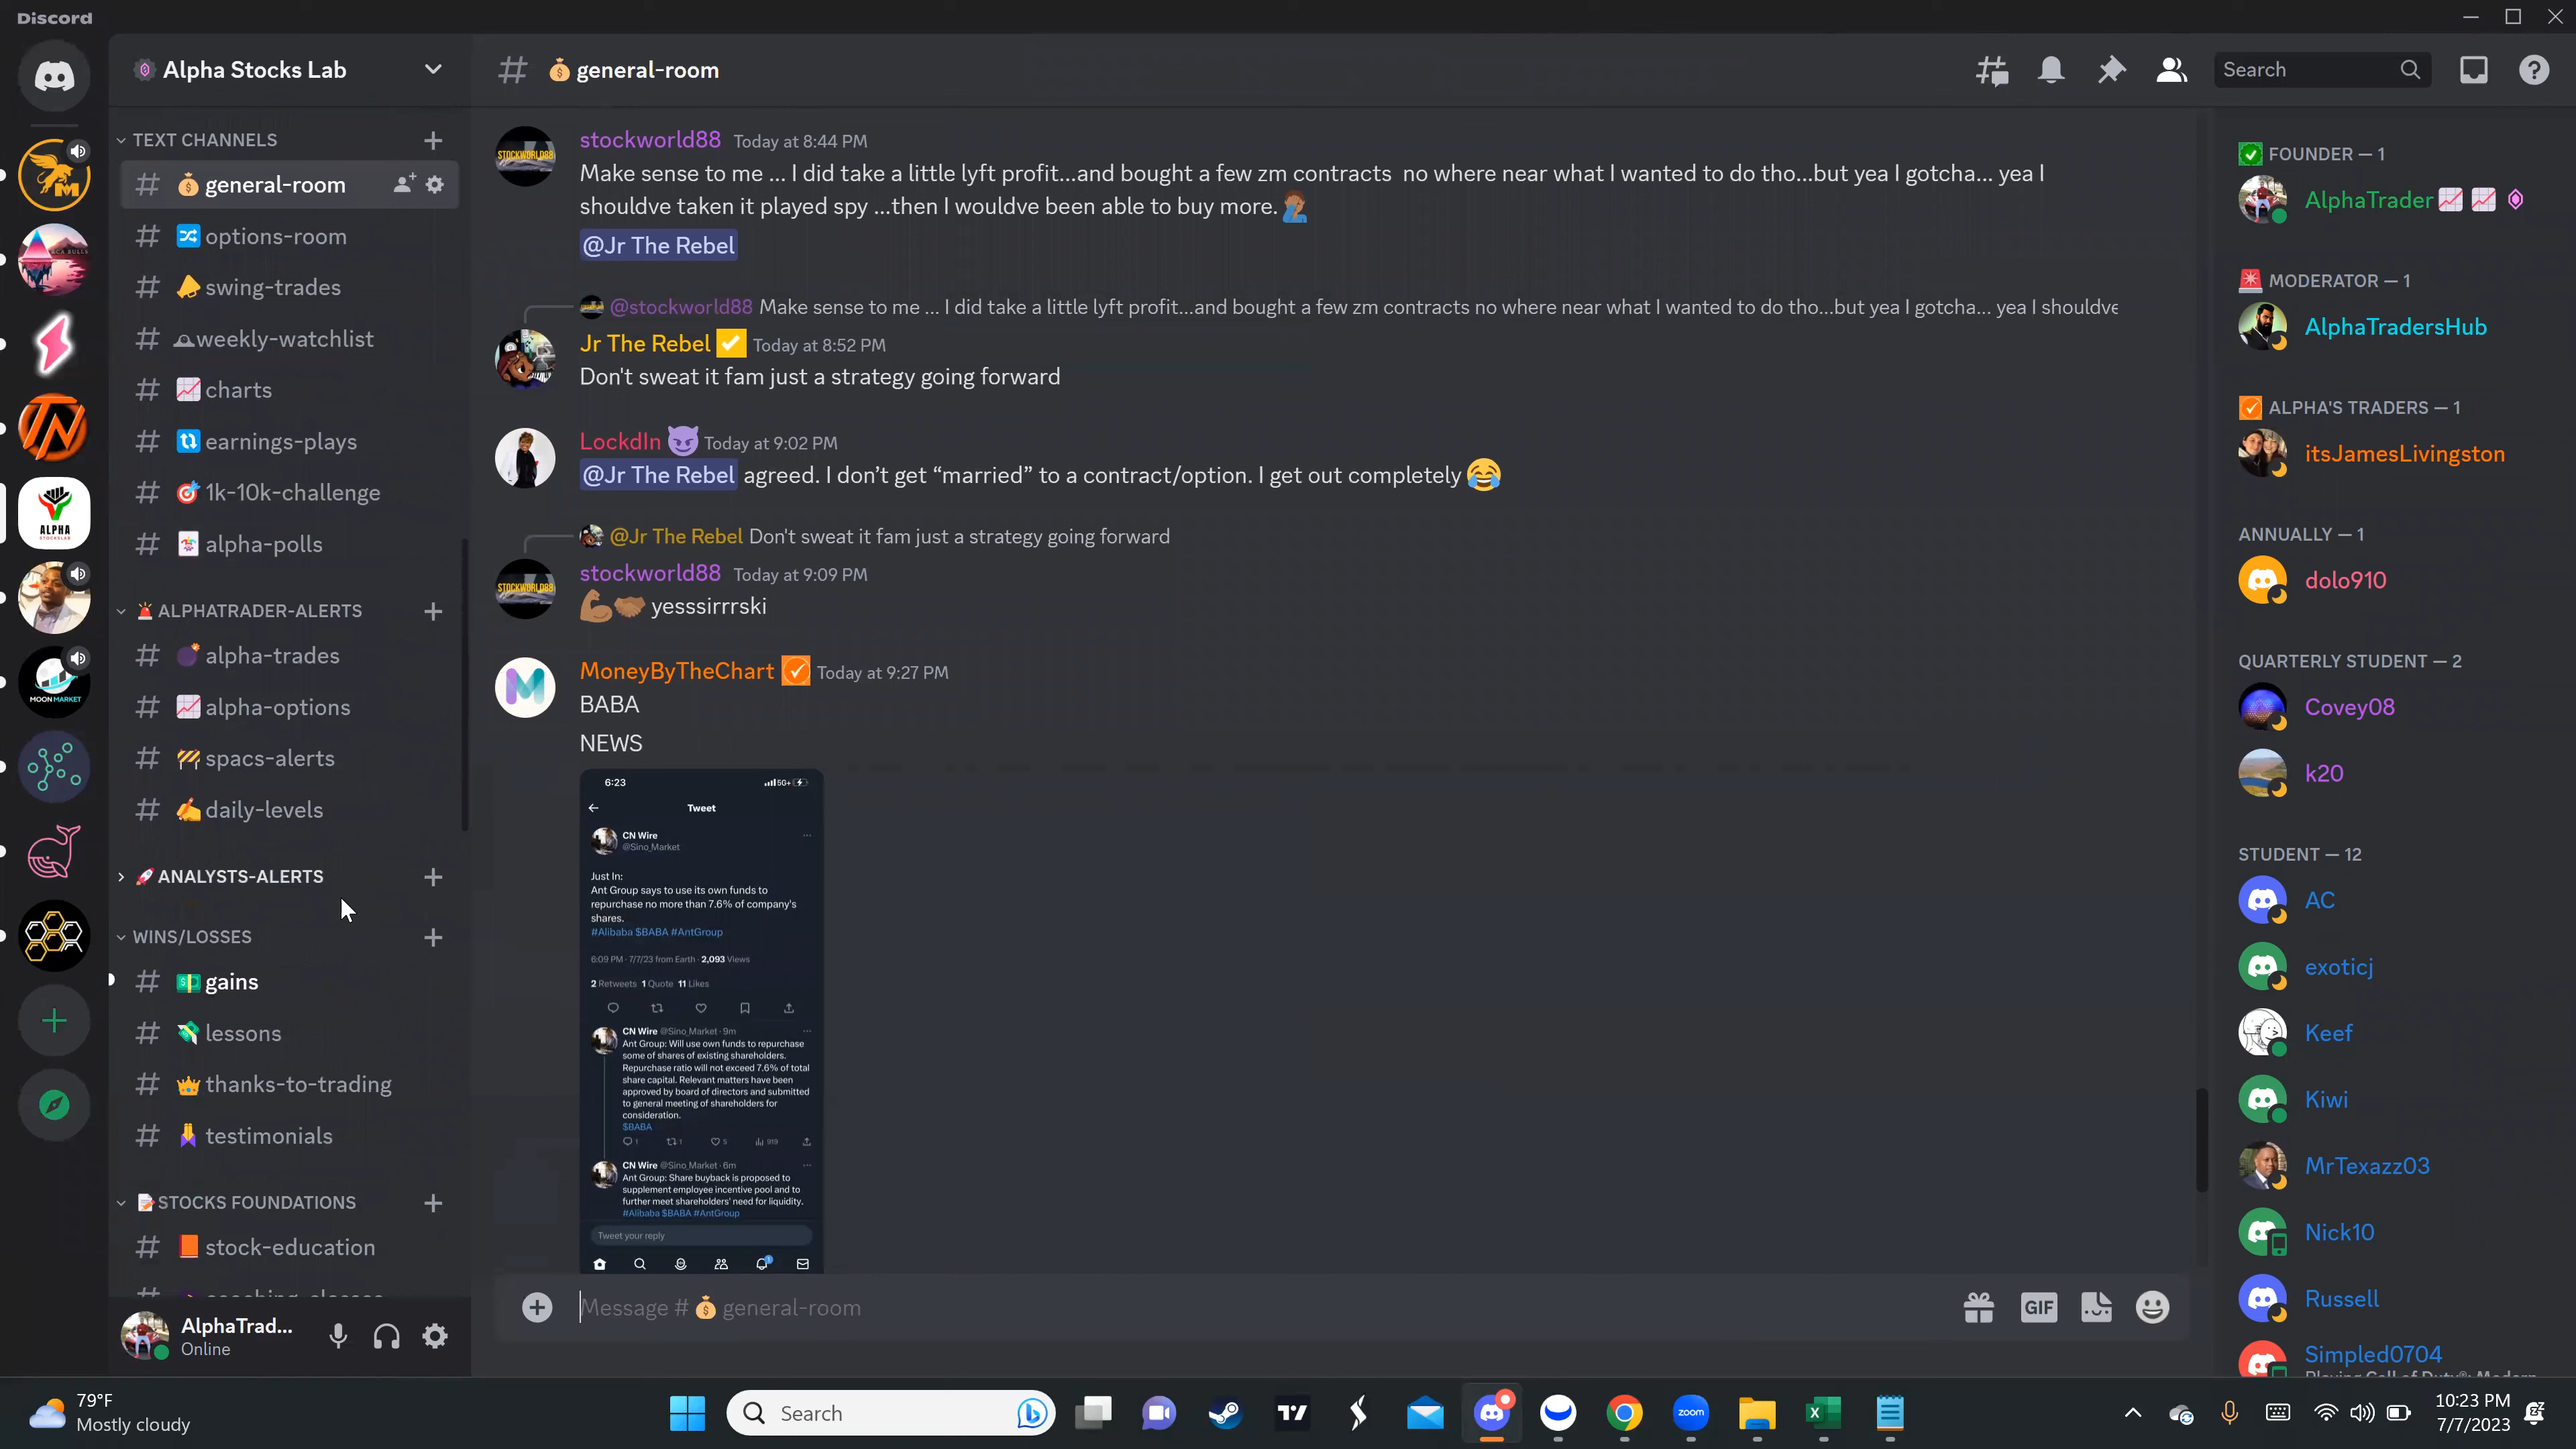 Discord
Alpha Stocks Lab
TEXT CHANNELS
general-room
options-room
swing-trades
weekly-watchlist
charts
earnings-plays
1k-10k-challenge
alpha-polls
ALPHATRADER-ALERTS
alpha-trades
alpha-options
spacs-alerts
daily-levels
ANALYSTS-ALERTS
WINS/LOSSES
gains
lessons
thanks-to-trading
testimonials
STOCKS FOUNDATIONS
stock-education
AlphaTrad...
Online
ALPHA
MOON MARKET
general-room
Search
stockworld88 Today at 8:44 PM
Make sense to me ... I did take a little lyft profit...and bought a few zm contracts no where near what I wanted to do tho...but yea I gotcha... yea I
shouldve taken it played spy ...then I wouldve been able to buy more.
@Jr The Rebel
@stockworld88 Make sense to me ... I did take a little lyft profit...and bought a few zm contracts no where near what I wanted to do tho...but yea I gotcha... yea I shouldve
Jr The Rebel Today at 8:52 PM
Don't sweat it fam just a strategy going forward
LockdIn Today at 9:02 PM
@Jr The Rebel agreed. I don’t get “married” to a contract/option. I get out completely
@Jr The Rebel Don't sweat it fam just a strategy going forward
STOCKWORLD88
stockworld88 Today at 9:09 PM
yesssirrrski
MoneyByTheChart Today at 9:27 PM
BABA
NEWS
6:23
5G+
Tweet
CN Wire
@Sino_Market
Just In:
Ant Group says to use its own funds to
repurchase no more than 7.6% of company's
shares.
#Alibaba $BABA #AntGroup
6:09 PM · 7/7/23 from Earth · 2,093 Views
2 Retweets 1 Quote 11 Likes
CN Wire @Sino_Market · 9m
Ant Group: Will use own funds to repurchase
some of shares of existing shareholders.
Repurchase ratio will not exceed 7.6% of total
share capital. Relevant matters have been
approved by board of directors and submitted
to general meeting of shareholders for
consideration.
$BABA
1 1 5 919
CN Wire @Sino_Market · 6m
Ant Group: Share buyback is proposed to
supplement employee incentive pool and to
further meet shareholders' need for liquidity.
#Alibaba $BABA #AntGroup
Tweet your reply
Message # general-room
GIF
FOUNDER — 1
AlphaTrader
MODERATOR — 1
AlphaTradersHub
ALPHA'S TRADERS — 1
itsJamesLivingston
ANNUALLY — 1
dolo910
QUARTERLY STUDENT — 2
Covey08
k20
STUDENT — 12
AC
exoticj
Keef
Kiwi
MrTexazz03
Nick10
Russell
Simpled0704
79°F
Mostly cloudy
Search
zoom
10:23 PM
7/7/2023